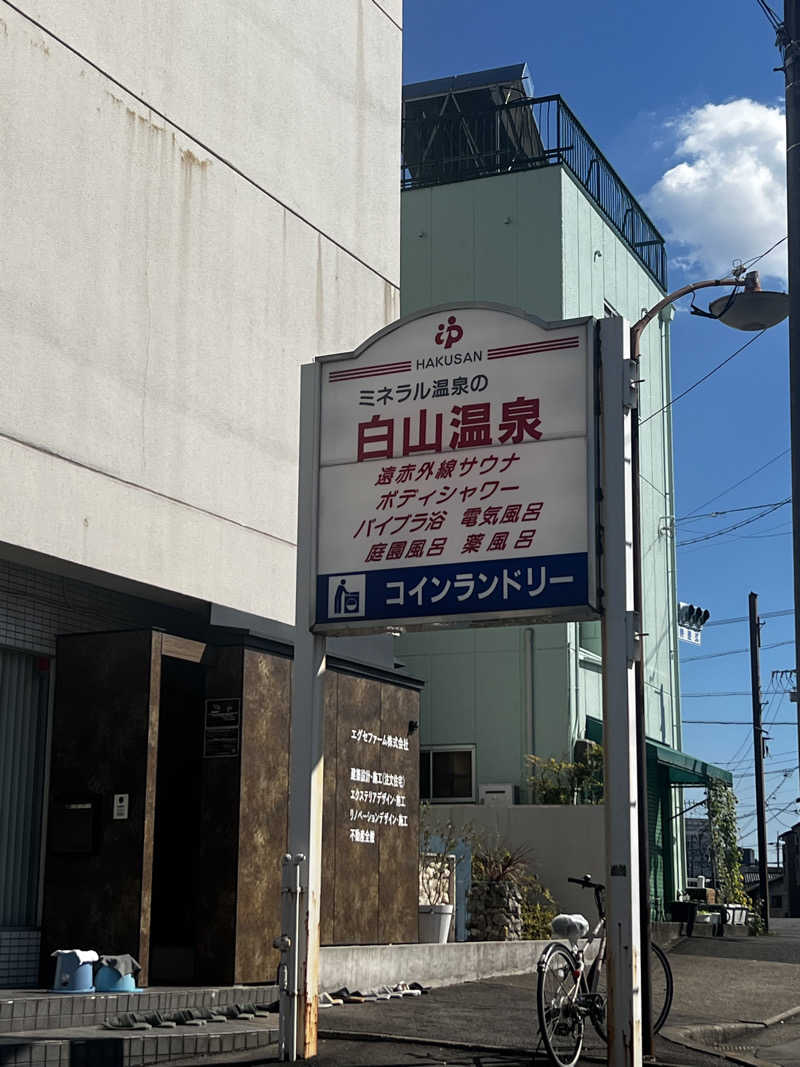 HAKUSAN
ミネラル温泉の
白山温泉
遠赤外線サウナ
ボディシャワー
バイブラ浴 電気風呂
庭園風呂 薬風呂
コインランドリー
エグセファーム株式会社
建築設計・施工(注文住宅)
エクステリアデザイン・施工
リノベーションデザイン・施工
不動産全般